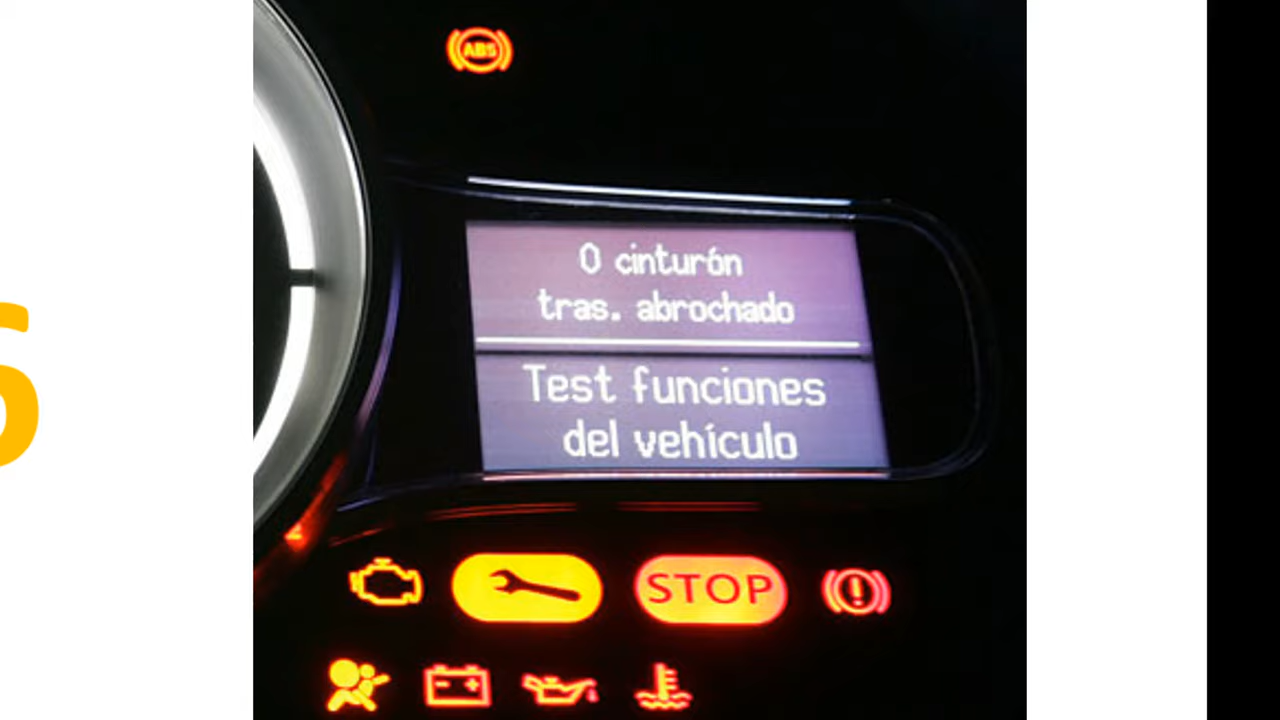 ABS
0 cinturón
tras. abrochado
Test funciones
del vehículo
STOP